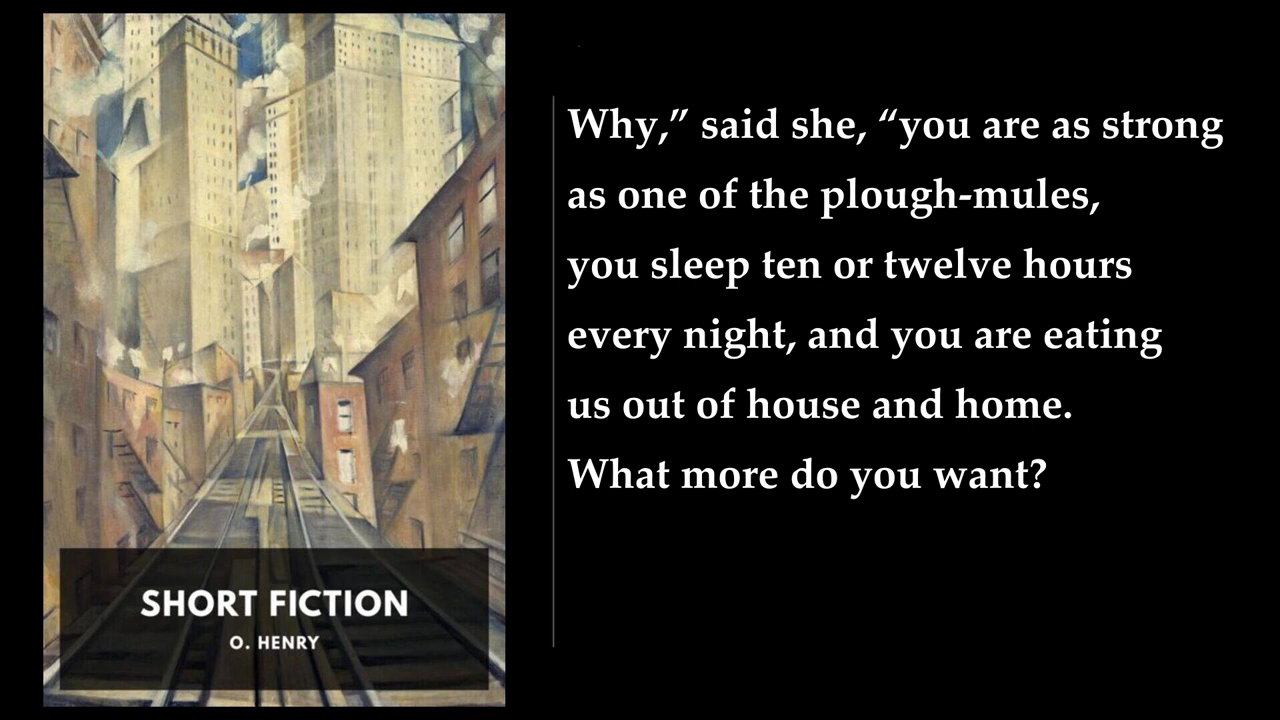 SHORT FICTION
O. HENRY
Why,” said she, “you are as strong
as one of the plough-mules,
you sleep ten or twelve hours
every night, and you are eating
us out of house and home.
What more do you want?